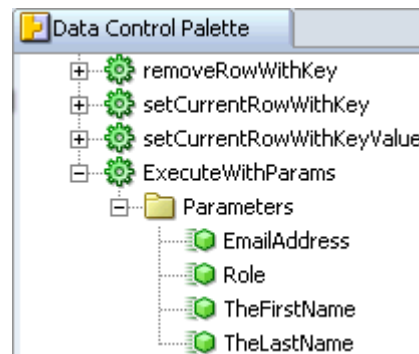 Data Control Palette
removeRowWithKey
setCurrentRowWithKey
setCurrentRowWithKeyValue
ExecuteWithParams
Parameters
EmailAddress
Role
TheFirstName
TheLastName